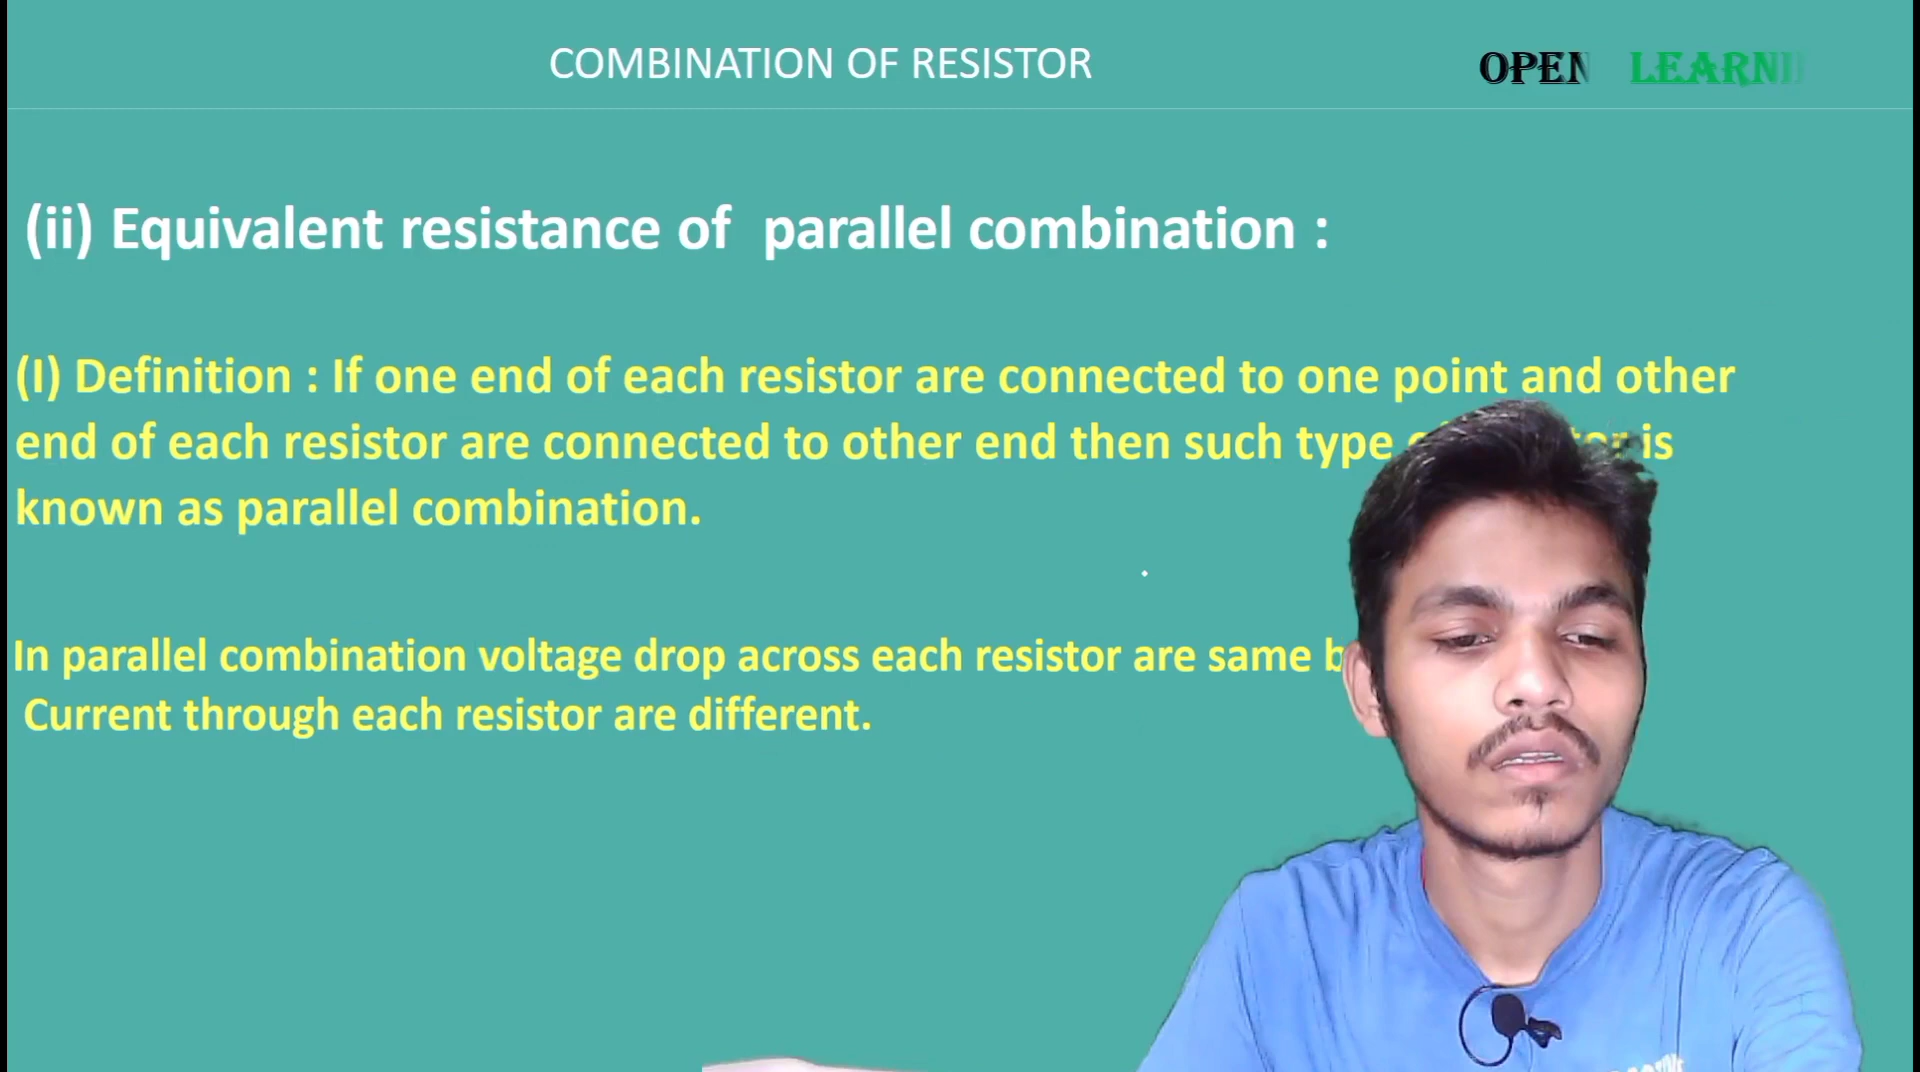 COMBINATION OF RESISTOR
OPEN LEARNI
(ii) Equivalent resistance of parallel combination :
(I) Definition : If one end of each resistor are connected to one point and other
end of each resistor are connected to other end then such type is
known as parallel combination.
In parallel combination voltage drop across each resistor are same
Current through each resistor are different.